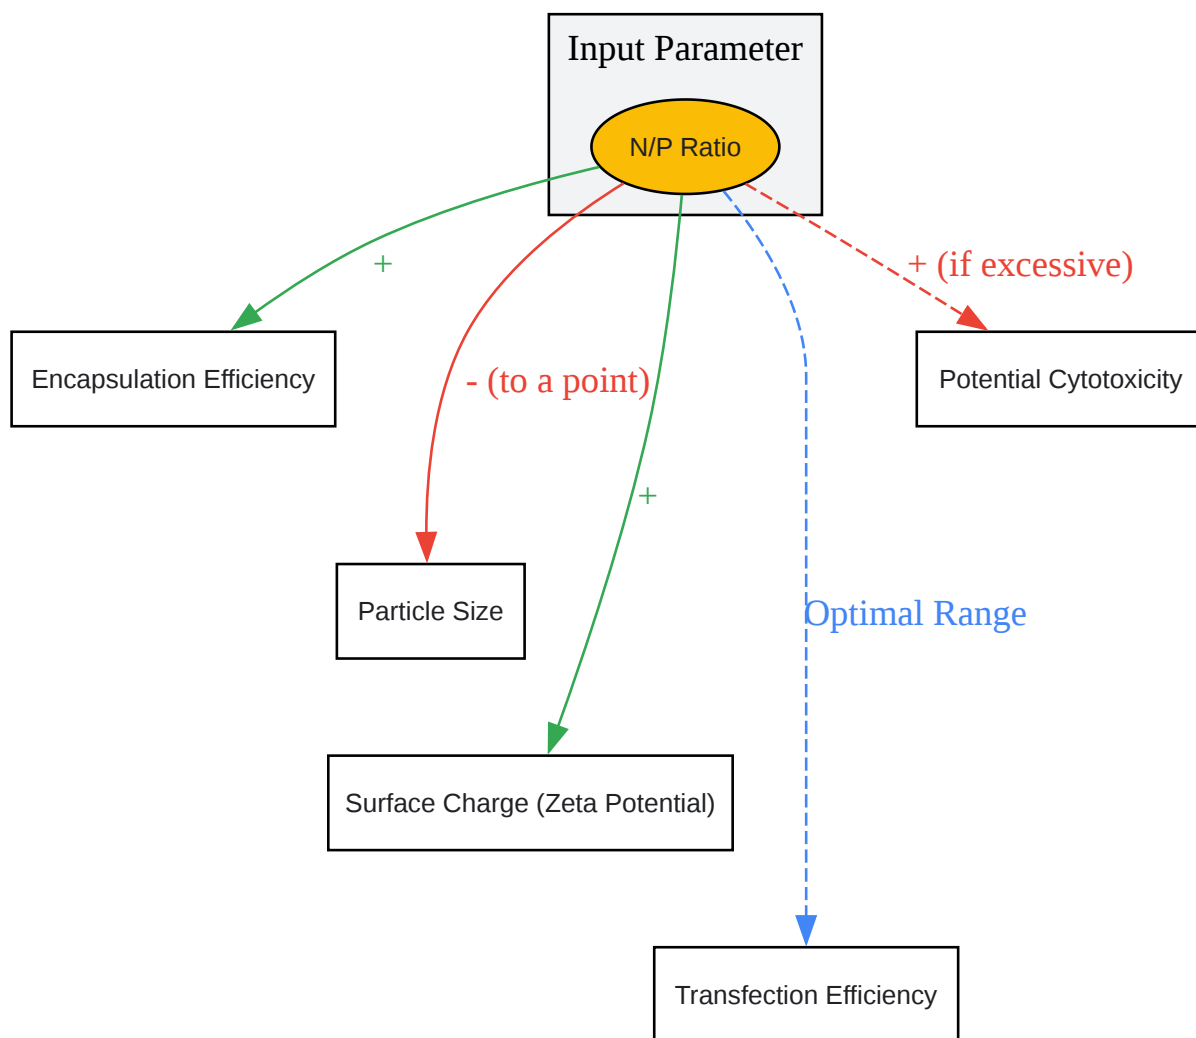 Input Parameter
N/P Ratio
+
+ (if excessive)
Encapsulation Efficiency
- (to a point)
Potential Cytotoxicity
+
Particle Size
Optimal Range
Surface Charge (Zeta Potential)
Transfection Efficiency